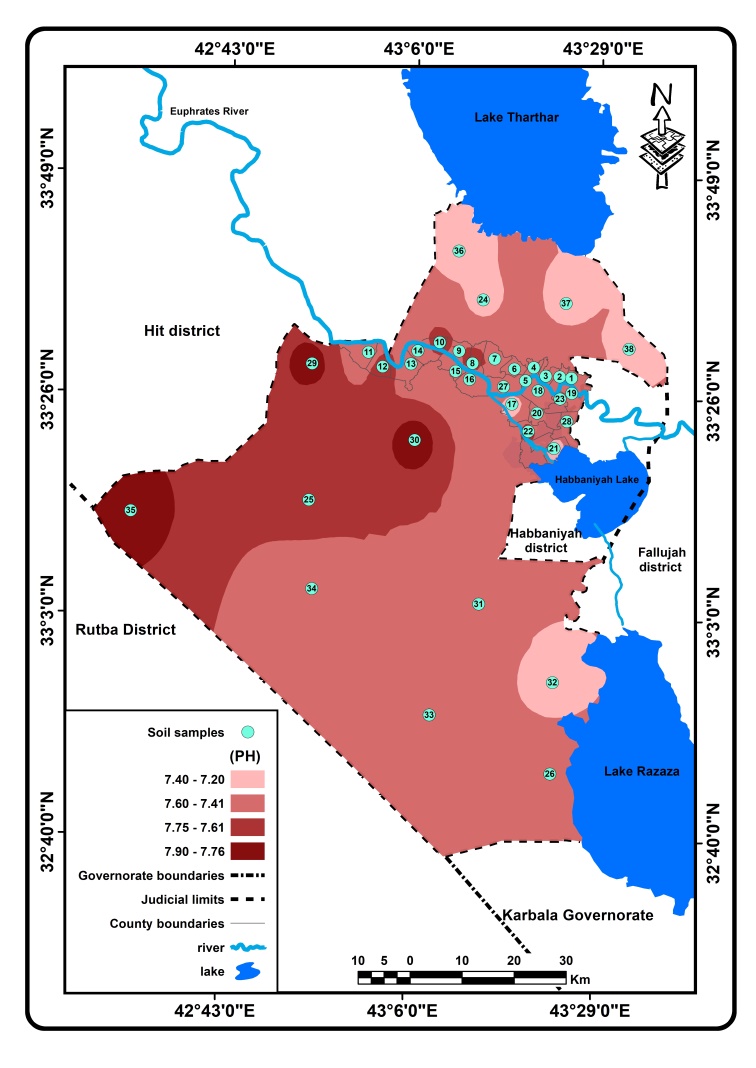 42°43'0"E 43°6'0"E 43°29'0"E
Euphrates River
Lake Tharthar
N
33°49'0"N
33°49'0"N
36
24
37
Hit district
38
29
11
12
13
14
10
9
8
15
16
7
6
5
4
3
2
1
27
18
19
23
17
20
28
22
21
33°26'0"N
33°26'0"N
30
25
35
Habbaniyah Lake
Habbaniyah
district
Fallujah
district
34
31
33°3'0"N
33°3'0"N
Rutba District
32
33
26
Lake Razaza
Soil samples
(PH)
7.40 - 7.20
7.60 - 7.41
7.75 - 7.61
7.90 - 7.76
Governorate boundaries
Judicial limits
County boundaries
river
lake
32°40'0"N
32°40'0"N
Karbala Governorate
10 5 0 10 20 30
Km
42°43'0"E 43°6'0"E 43°29'0"E